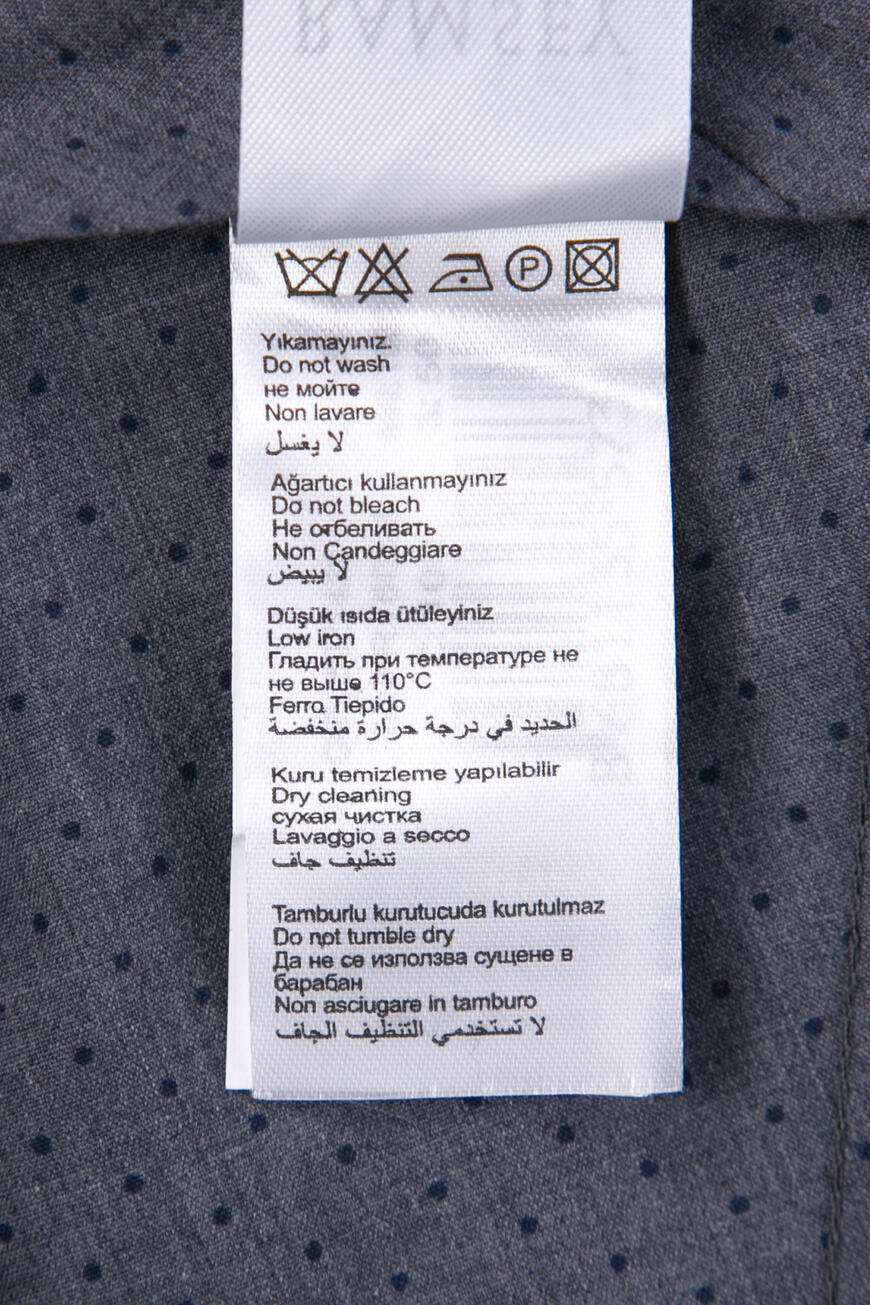 RAMSEY
P
Yıkamayınız.
Do not wash
не мойте
Non lavare
لا يغسل
Ağartıcı kullanmayınız
Do not bleach
Не отбеливать
Non Çandeggiare
لا يبيض
Düşük ısıda ütüleyiniz
Low iron
Гладить при температуре не
не выше 110°C
Ferro Tiepido
الحديد في درجة حرارة منخفضة
Kuru temizleme yapılabilir
Dry cleaning
сухая чистка
Lavaggio a secco
تنظيف جاف
Tamburlu kurutucuda kurutulmaz
Do not tumble dry
Да не се използва сущене в
барабан
Non asciugare in tamburo
لا تستخدمي التنظيف الجاف